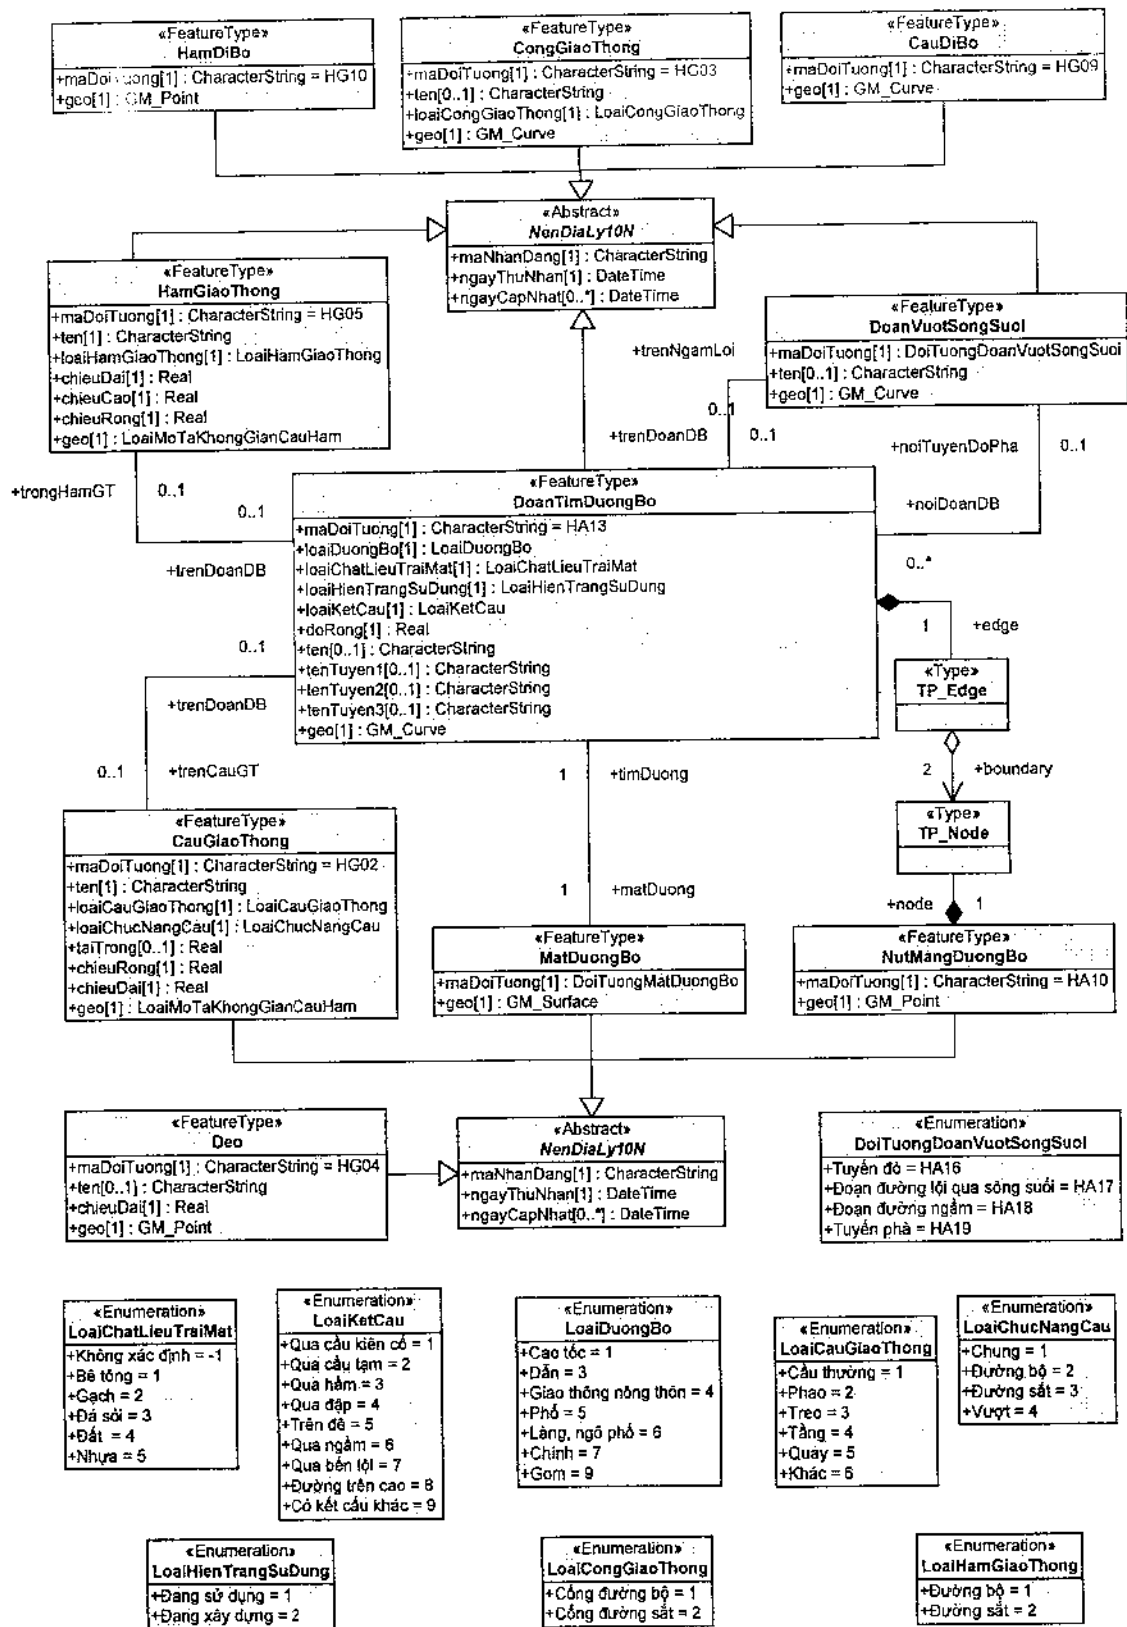 «FeatureType»
HamDiBo
+maDoiTuong[1] : CharacterString = HG10
+geo[1] : GM_Point
«FeatureType»
CongGiaoThong
+maDoiTuong[1] : CharacterString = HG03
+ten[0..1] : CharacterString
+loaiCongGiaoThong[1] : LoaiCongGiaoThong
+geo[1] : GM_Curve
«FeatureType»
CauDiBo
+maDoiTuong[1] : CharacterString = HG09
+geo[1] : GM_Curve
«Abstract»
NenDiaLy10N
+maNhanDang[1] : CharacterString
+ngayThuNhan[1] : DateTime
+ngayCapNhat[0..*] : DateTime
«FeatureType»
HamGiaoThong
+maDoiTuong[1] : CharacterString = HG05
+ten[1] : CharacterString
+loaiHamGiaoThong[1] : LoaiHamGiaoThong
+chieuDai[1] : Real
+chieuCao[1] : Real
+chieuRong[1] : Real
+geo[1] : LoaiMoTaKhongGianCauHam
«FeatureType»
DoanVuotSongSuoi
+maDoiTuong[1] : DoiTuongDoanVuotSongSuoi
+ten[0..1] : CharacterString
+geo[1] : GM_Curve
+trenNgamLoi
0..1
+trenDoanDB
0..1
+noiTuyenDoPha
0..1
+trongHamGT
0..1
0..1
+noiDoanDB
«FeatureType»
DoanTimDuongBo
+maDoiTuong[1] : CharacterString = HA13
+loaiDuongBo[1] : LoaiDuongBo
+loaiChatLieuTraiMat[1] : LoaiChatLieuTraiMat
+loaiHienTrangSuDung[1] : LoaiHienTrangSuDung
+loaiKetCau[1] : LoaiKetCau
+doRong[1] : Real
+ten[0..1] : CharacterString
+tenTuyen1[0..1] : CharacterString
+tenTuyen2[0..1] : CharacterString
+tenTuyen3[0..1] : CharacterString
+geo[1] : GM_Curve
+trenDoanDB
0..*
1
+edge
0..1
+trenDoanDB
«Type»
TP_Edge
0..1
+trenCauGT
1
+timDuong
2
+boundary
«Type»
TP_Node
«FeatureType»
CauGiaoThong
+maDoiTuong[1] : CharacterString = HG02
+ten[1] : CharacterString
+loaiCauGiaoThong[1] : LoaiCauGiaoThong
+loaiChucNangCau[1] : LoaiChucNangCau
+taiTrong[0..1] : Real
+chieuRong[1] : Real
+chieuDai[1] : Real
+geo[1] : LoaiMoTaKhongGianCauHam
1
+matDuong
+node
1
«FeatureType»
MatDuongBo
+maDoiTuong[1] : DoiTuongMatDuongBo
+geo[1] : GM_Surface
«FeatureType»
NutMangDuongBo
+maDoiTuong[1] : CharacterString = HA10
+geo[1] : GM_Point
«FeatureType»
Deo
+maDoiTuong[1] : CharacterString = HG04
+ten[0..1] : CharacterString
+chieuDai[1] : Real
+geo[1] : GM_Point
«Abstract»
NenDiaLy10N
+maNhanDang[1] : CharacterString
+ngayThuNhan[1] : DateTime
+ngayCapNhat[0..*] : DateTime
«Enumeration»
DoiTuongDoanVuotSongSuoi
+Tuyến đò = HA16
+Đoạn đường lội qua sông suối = HA17
+Đoạn đường ngầm = HA18
+Tuyến phà = HA19
«Enumeration»
LoaiChatLieuTraiMat
+Không xác định = -1
+Bê tông = 1
+Gạch = 2
+Đá sỏi = 3
+Đất = 4
+Nhựa = 5
«Enumeration»
LoaiKetCau
+Qua cầu kiên cố = 1
+Qua cầu tạm = 2
+Qua hầm = 3
+Qua đập = 4
+Trên đê = 5
+Qua ngầm = 6
+Qua bến lội = 7
+Đường trên cao = 8
+Có kết cấu khác = 9
«Enumeration»
LoaiDuongBo
+Cao tốc = 1
+Dẫn = 3
+Giao thông nông thôn = 4
+Phố = 5
+Làng, ngõ phố = 6
+Chính = 7
+Gom = 9
«Enumeration»
LoaiCauGiaoThong
+Cầu thường = 1
+Phao = 2
+Treo = 3
+Tầng = 4
+Quay = 5
+Khác = 6
«Enumeration»
LoaiChucNangCau
+Chung = 1
+Đường bộ = 2
+Đường sắt = 3
+Vượt = 4
«Enumeration»
LoaiHienTrangSuDung
+Đang sử dụng = 1
+Đang xây dựng = 2
«Enumeration»
LoaiCongGiaoThong
+Cống đường bộ = 1
+Cống đường sắt = 2
«Enumeration»
LoaiHamGiaoThong
+Đường bộ = 1
+Đường sắt = 2